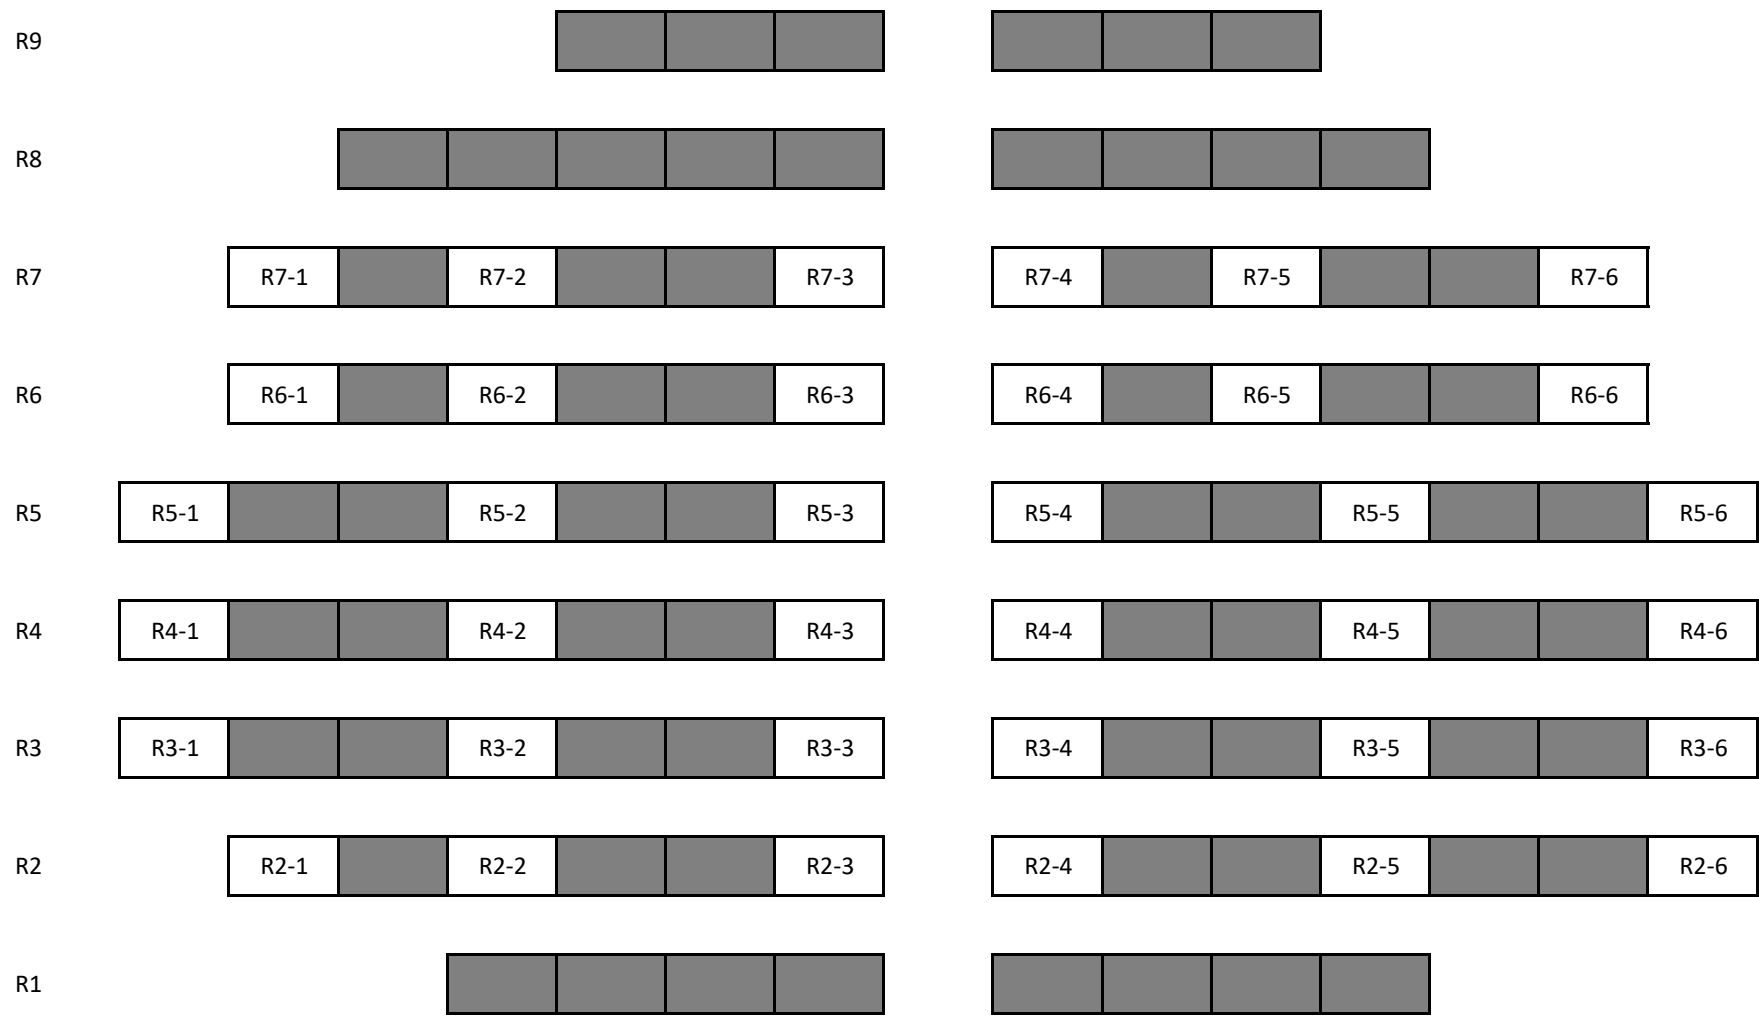 R9
R8
R7 R7-1 R7-2 R7-3 R7-4 R7-5 R7-6
R6 R6-1 R6-2 R6-3 R6-4 R6-5 R6-6
R5 R5-1 R5-2 R5-3 R5-4 R5-5 R5-6
R4 R4-1 R4-2 R4-3 R4-4 R4-5 R4-6
R3 R3-1 R3-2 R3-3 R3-4 R3-5 R3-6
R2 R2-1 R2-2 R2-3 R2-4 R2-5 R2-6
R1